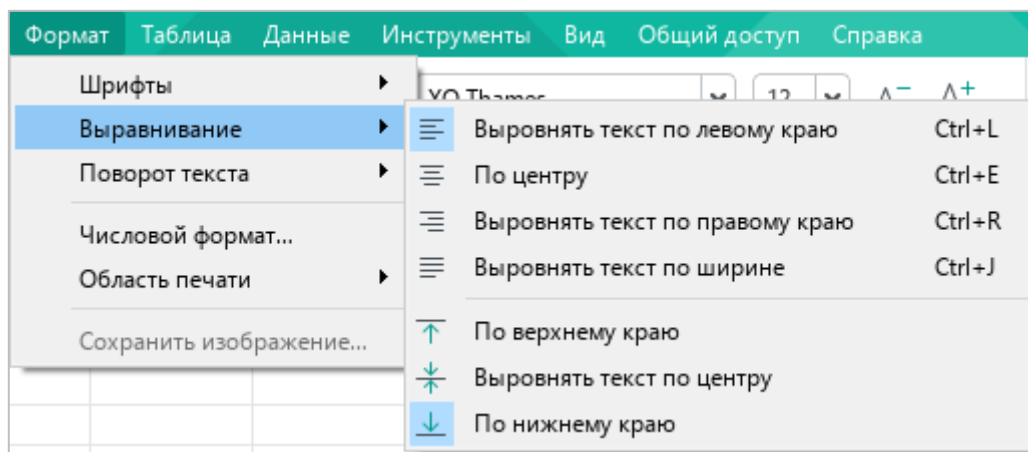 Формат Таблица Данные Инструменты Вид Общий доступ Справка
Шрифты
XO Thames 12 A− A+
Выравнивание
Выровнять текст по левому краю Ctrl+L
Поворот текста
По центру Ctrl+E
Выровнять текст по правому краю Ctrl+R
Числовой формат...
Выровнять текст по ширине Ctrl+J
Область печати
По верхнему краю
Сохранить изображение...
Выровнять текст по центру
По нижнему краю